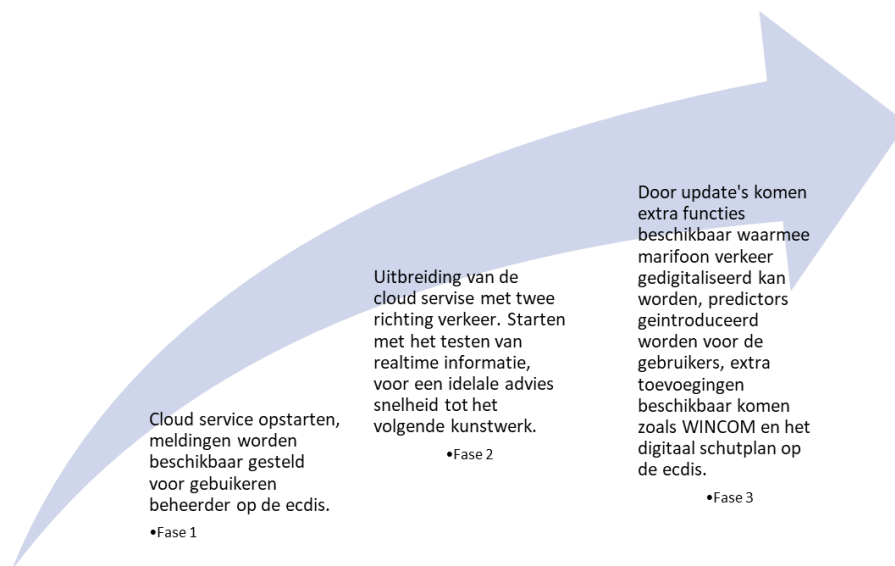 Cloud service opstarten,
meldingen worden
beschikbaar gesteld
voor gebuikeren
beheerder op de ecdis.
•Fase 1
Uitbreiding van de
cloud servise met twee
richting verkeer. Starten
met het testen van
realtime informatie,
voor een idelale advies
snelheid tot het
volgende kunstwerk.
•Fase 2
Door update's komen
extra functies
beschikbaar waarmee
marifoon verkeer
gedigitaliseerd kan
worden, predictors
geintroduceerd
worden voor de
gebruikers, extra
toevoegingen
beschikbaar komen
zoals WINCOM en het
digitaal schutplan op
de ecdis.
•Fase 3